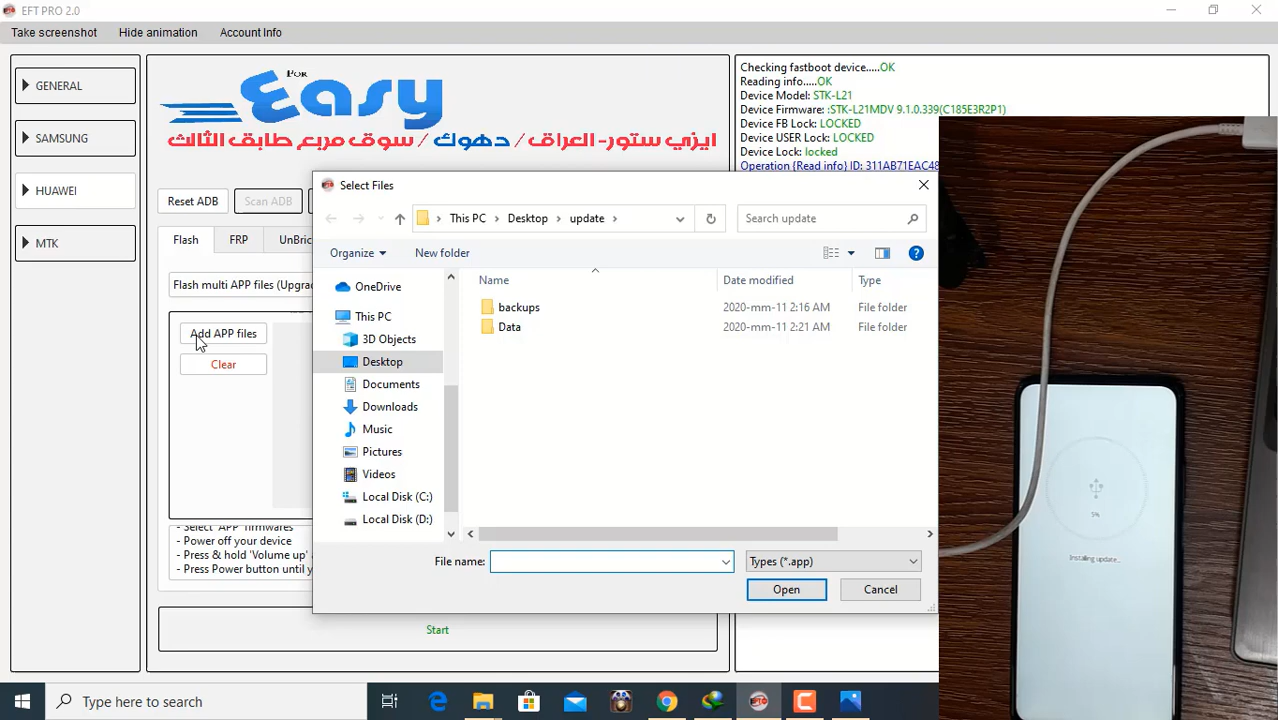 EFT PRO 2.0
Take screenshot Hide animation Account Info
GENERAL
SAMSUNG
HUAWEI
MTK
FOR
Easy
ايزي ستور- العراق / دهوك / سوق مربع طابق الثالث
Reset ADB Scan ADB
Flash FRP UnBric
Flash multi APP files (Upgra
Add APP files
Clear
- Select 'APP' firmwares
- Power off your device
- Press & hold 'Volume up'
- Press Power button until y
Start
Checking fastboot device.....OK
Reading info....OK
Device Model: STK-L21
Device Firmware: :STK-L21MDV 9.1.0.339(C185E3R2P1)
Device FB Lock: LOCKED
Device USER Lock: LOCKED
Device Lock: locked
Operation {Read info} ID: 311AB71EAC48
Select Files
This PC Desktop update
Search update
Organize New folder
Name Date modified Type
backups 2020-mm-11 2:16 AM File folder
Data 2020-mm-11 2:21 AM File folder
OneDrive
This PC
3D Objects
Desktop
Documents
Downloads
Music
Pictures
Videos
Local Disk (C:)
Local Disk (D:)
File name: Types (*.app)
Open Cancel
5%
Installing update...
Type here to search